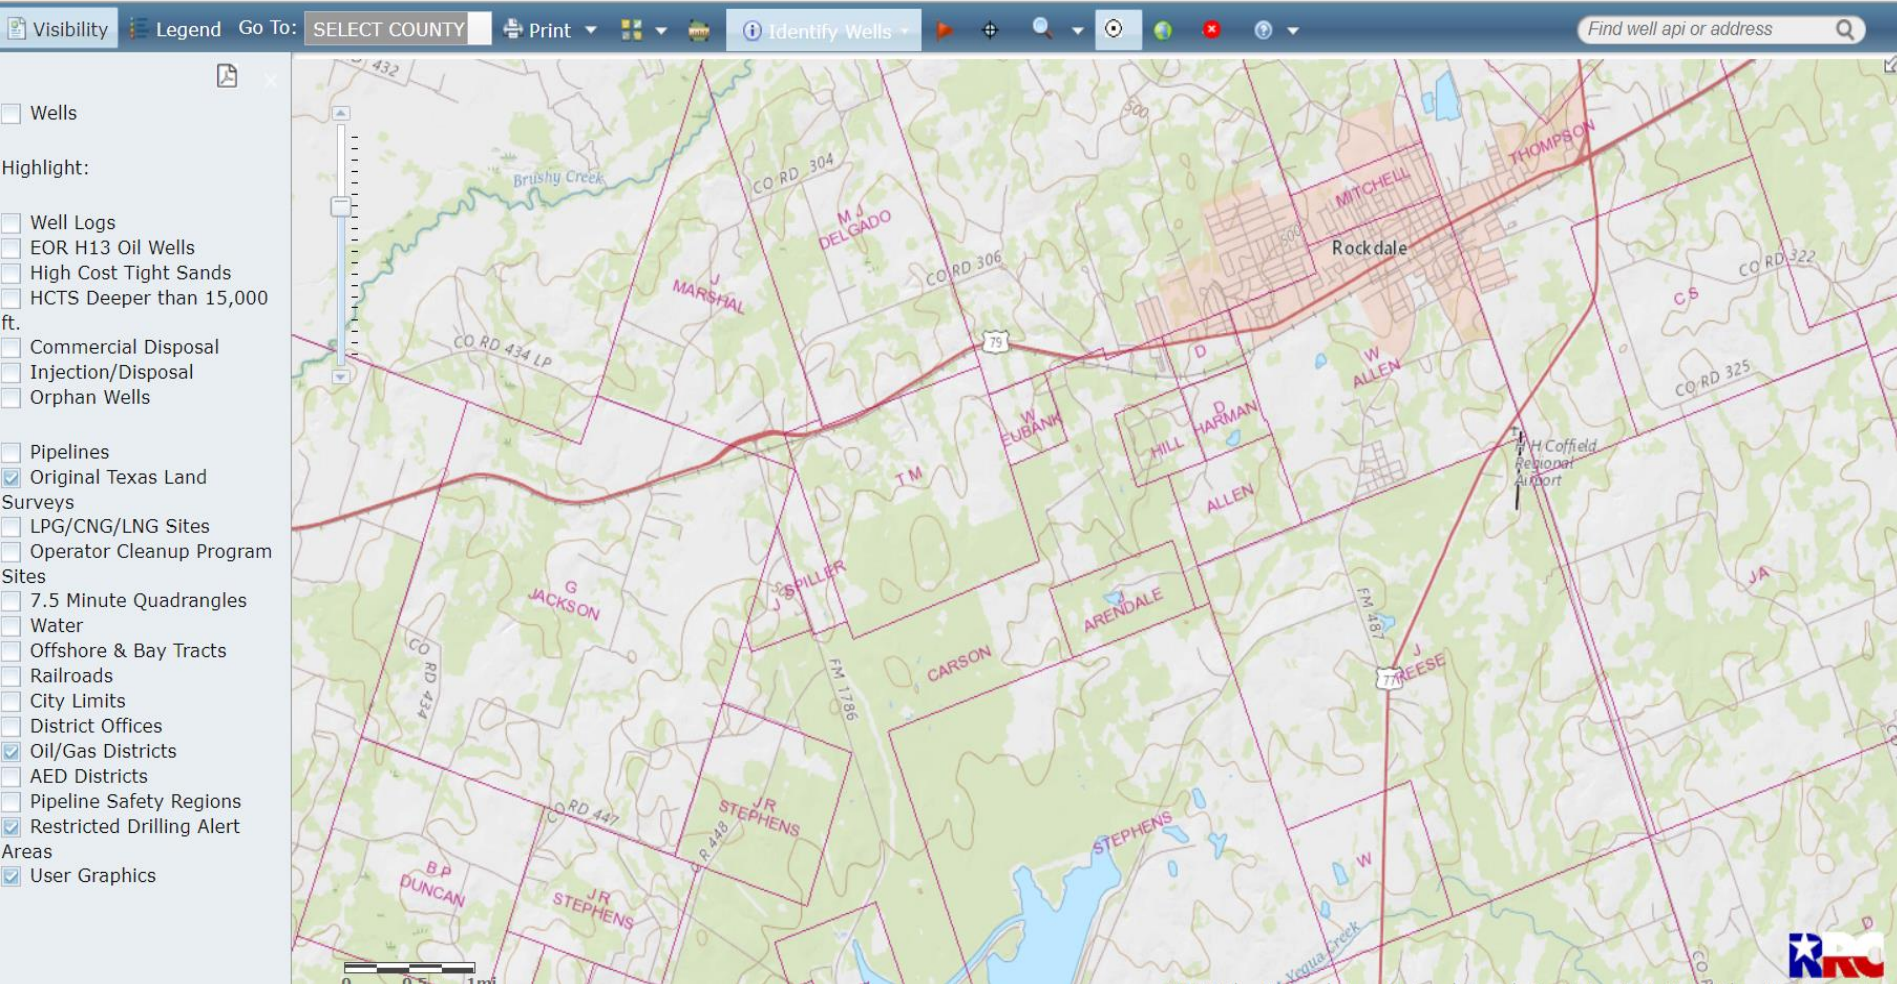 Visibility
Legend
Go To:
SELECT COUNTY
Print
Identify Wells
Find well api or address
Wells
Highlight:
Well Logs
EOR H13 Oil Wells
High Cost Tight Sands
HCTS Deeper than 15,000
ft.
Commercial Disposal
Injection/Disposal
Orphan Wells
Pipelines
Original Texas Land
Surveys
LPG/CNG/LNG Sites
Operator Cleanup Program
Sites
7.5 Minute Quadrangles
Water
Offshore & Bay Tracts
Railroads
City Limits
District Offices
Oil/Gas Districts
AED Districts
Pipeline Safety Regions
Restricted Drilling Alert
Areas
User Graphics
432
500
THOMPSON
CO RD 304
Brushy Creek
MITCHELL
M J
DELGADO
500
Rockdale
CO RD 306
CO RD 322
J
MARSHAL
C S
79
CO RD 434 LP
D
W
ALLEN
CO RD 325
W
EUBANK
D
HARMAN
HILL
H H Coffield
Regional
Airport
T M
ALLEN
J SPILLER
500
JA
G
JACKSON
J
ARENDALE
FM 487
CARSON
J
REESE
77
CO RD 434
FM 1786
J R
STEPHENS
CO RD 447
STEPHENS
C R 448
W
B P
DUNCAN
J R
STEPHENS
Yegua Creek
D
CO R
0 0.5 1mi
RRC